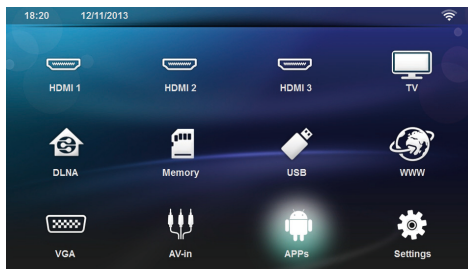 18:20 12/11/2013
HDMI 1 HDMI 2 HDMI 3 TV
DLNA Memory USB WWW
VGA AV-in APPs Settings